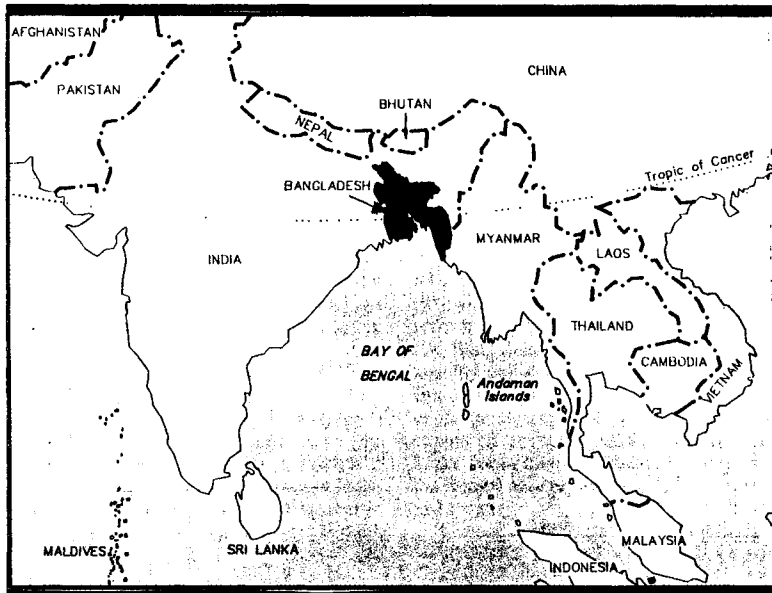 AFGHANISTAN
CHINA
PAKISTAN
BHUTAN
NEPAL
Tropic of Cancer
BANGLADESH
MYANMAR
INDIA
LAOS
THAILAND
BAY OF
BENGAL
CAMBODIA
VIETNAM
Andaman
Islands
MALDIVES
SRI LANKA
MALAYSIA
INDONESIA